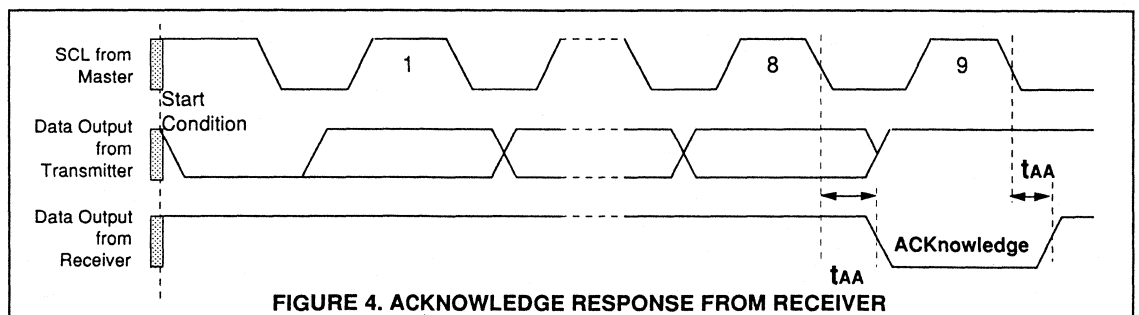 SCL from
Master
1
8
9
Start
Condition
Data Output
from
Transmitter
tAA
Data Output
from
Receiver
ACKnowledge
tAA
FIGURE 4. ACKNOWLEDGE RESPONSE FROM RECEIVER